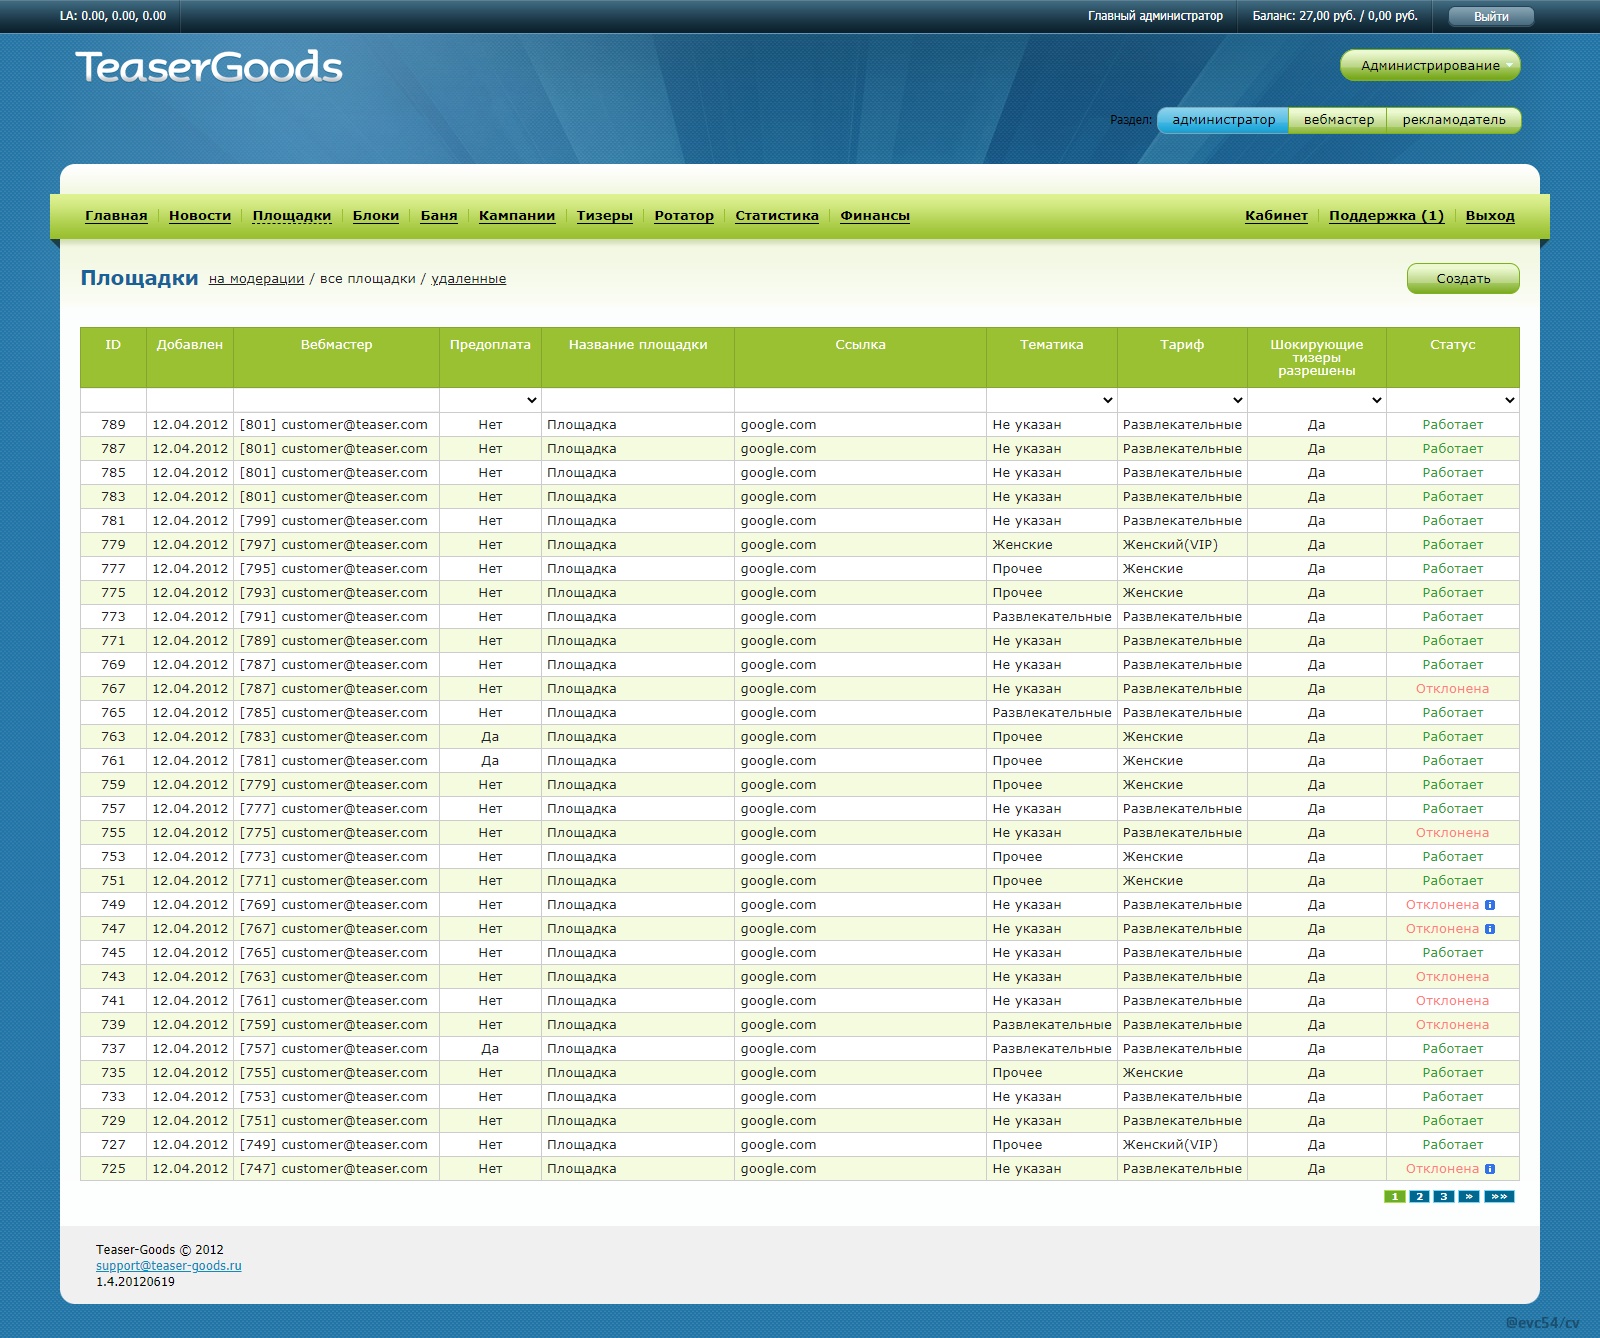 LA: 0.00, 0.00, 0.00 Главный администратор Баланс: 27,00 руб. / 0,00 руб. Выйти
TeaserGoods Администрирование
Раздел: администратор вебмастер рекламодатель
Главная Новости Площадки Блоки Баня Кампании Тизеры Ротатор Статистика Финансы Кабинет Поддержка (1) Выход
Площадки на модерации / все площадки / удаленные Создать
ID Добавлен Вебмастер Предоплата Название площадки Ссылка Тематика Тариф Шокирующие тизеры разрешены Статус
789 12.04.2012 [801] customer@teaser.com Нет Площадка google.com Не указан Развлекательные Да Работает
787 12.04.2012 [801] customer@teaser.com Нет Площадка google.com Не указан Развлекательные Да Работает
785 12.04.2012 [801] customer@teaser.com Нет Площадка google.com Не указан Развлекательные Да Работает
783 12.04.2012 [801] customer@teaser.com Нет Площадка google.com Не указан Развлекательные Да Работает
781 12.04.2012 [799] customer@teaser.com Нет Площадка google.com Не указан Развлекательные Да Работает
779 12.04.2012 [797] customer@teaser.com Нет Площадка google.com Женские Женский(VIP) Да Работает
777 12.04.2012 [795] customer@teaser.com Нет Площадка google.com Прочее Женские Да Работает
775 12.04.2012 [793] customer@teaser.com Нет Площадка google.com Прочее Женские Да Работает
773 12.04.2012 [791] customer@teaser.com Нет Площадка google.com Развлекательные Развлекательные Да Работает
771 12.04.2012 [789] customer@teaser.com Нет Площадка google.com Не указан Развлекательные Да Работает
769 12.04.2012 [787] customer@teaser.com Нет Площадка google.com Не указан Развлекательные Да Работает
767 12.04.2012 [787] customer@teaser.com Нет Площадка google.com Не указан Развлекательные Да Отклонена
765 12.04.2012 [785] customer@teaser.com Нет Площадка google.com Развлекательные Развлекательные Да Работает
763 12.04.2012 [783] customer@teaser.com Да Площадка google.com Прочее Женские Да Работает
761 12.04.2012 [781] customer@teaser.com Да Площадка google.com Прочее Женские Да Работает
759 12.04.2012 [779] customer@teaser.com Нет Площадка google.com Прочее Женские Да Работает
757 12.04.2012 [777] customer@teaser.com Нет Площадка google.com Не указан Развлекательные Да Работает
755 12.04.2012 [775] customer@teaser.com Нет Площадка google.com Не указан Развлекательные Да Отклонена
753 12.04.2012 [773] customer@teaser.com Нет Площадка google.com Прочее Женские Да Работает
751 12.04.2012 [771] customer@teaser.com Нет Площадка google.com Прочее Женские Да Работает
749 12.04.2012 [769] customer@teaser.com Нет Площадка google.com Не указан Развлекательные Да Отклонена i
747 12.04.2012 [767] customer@teaser.com Нет Площадка google.com Не указан Развлекательные Да Отклонена i
745 12.04.2012 [765] customer@teaser.com Нет Площадка google.com Не указан Развлекательные Да Работает
743 12.04.2012 [763] customer@teaser.com Нет Площадка google.com Не указан Развлекательные Да Отклонена
741 12.04.2012 [761] customer@teaser.com Нет Площадка google.com Не указан Развлекательные Да Отклонена
739 12.04.2012 [759] customer@teaser.com Нет Площадка google.com Развлекательные Развлекательные Да Отклонена
737 12.04.2012 [757] customer@teaser.com Да Площадка google.com Развлекательные Развлекательные Да Работает
735 12.04.2012 [755] customer@teaser.com Нет Площадка google.com Прочее Женские Да Работает
733 12.04.2012 [753] customer@teaser.com Нет Площадка google.com Не указан Развлекательные Да Работает
729 12.04.2012 [751] customer@teaser.com Нет Площадка google.com Не указан Развлекательные Да Работает
727 12.04.2012 [749] customer@teaser.com Нет Площадка google.com Прочее Женский(VIP) Да Работает
725 12.04.2012 [747] customer@teaser.com Нет Площадка google.com Не указан Развлекательные Да Отклонена i
1 2 3 » »»
Teaser-Goods © 2012
support@teaser-goods.ru
1.4.20120619
@evc54/cv